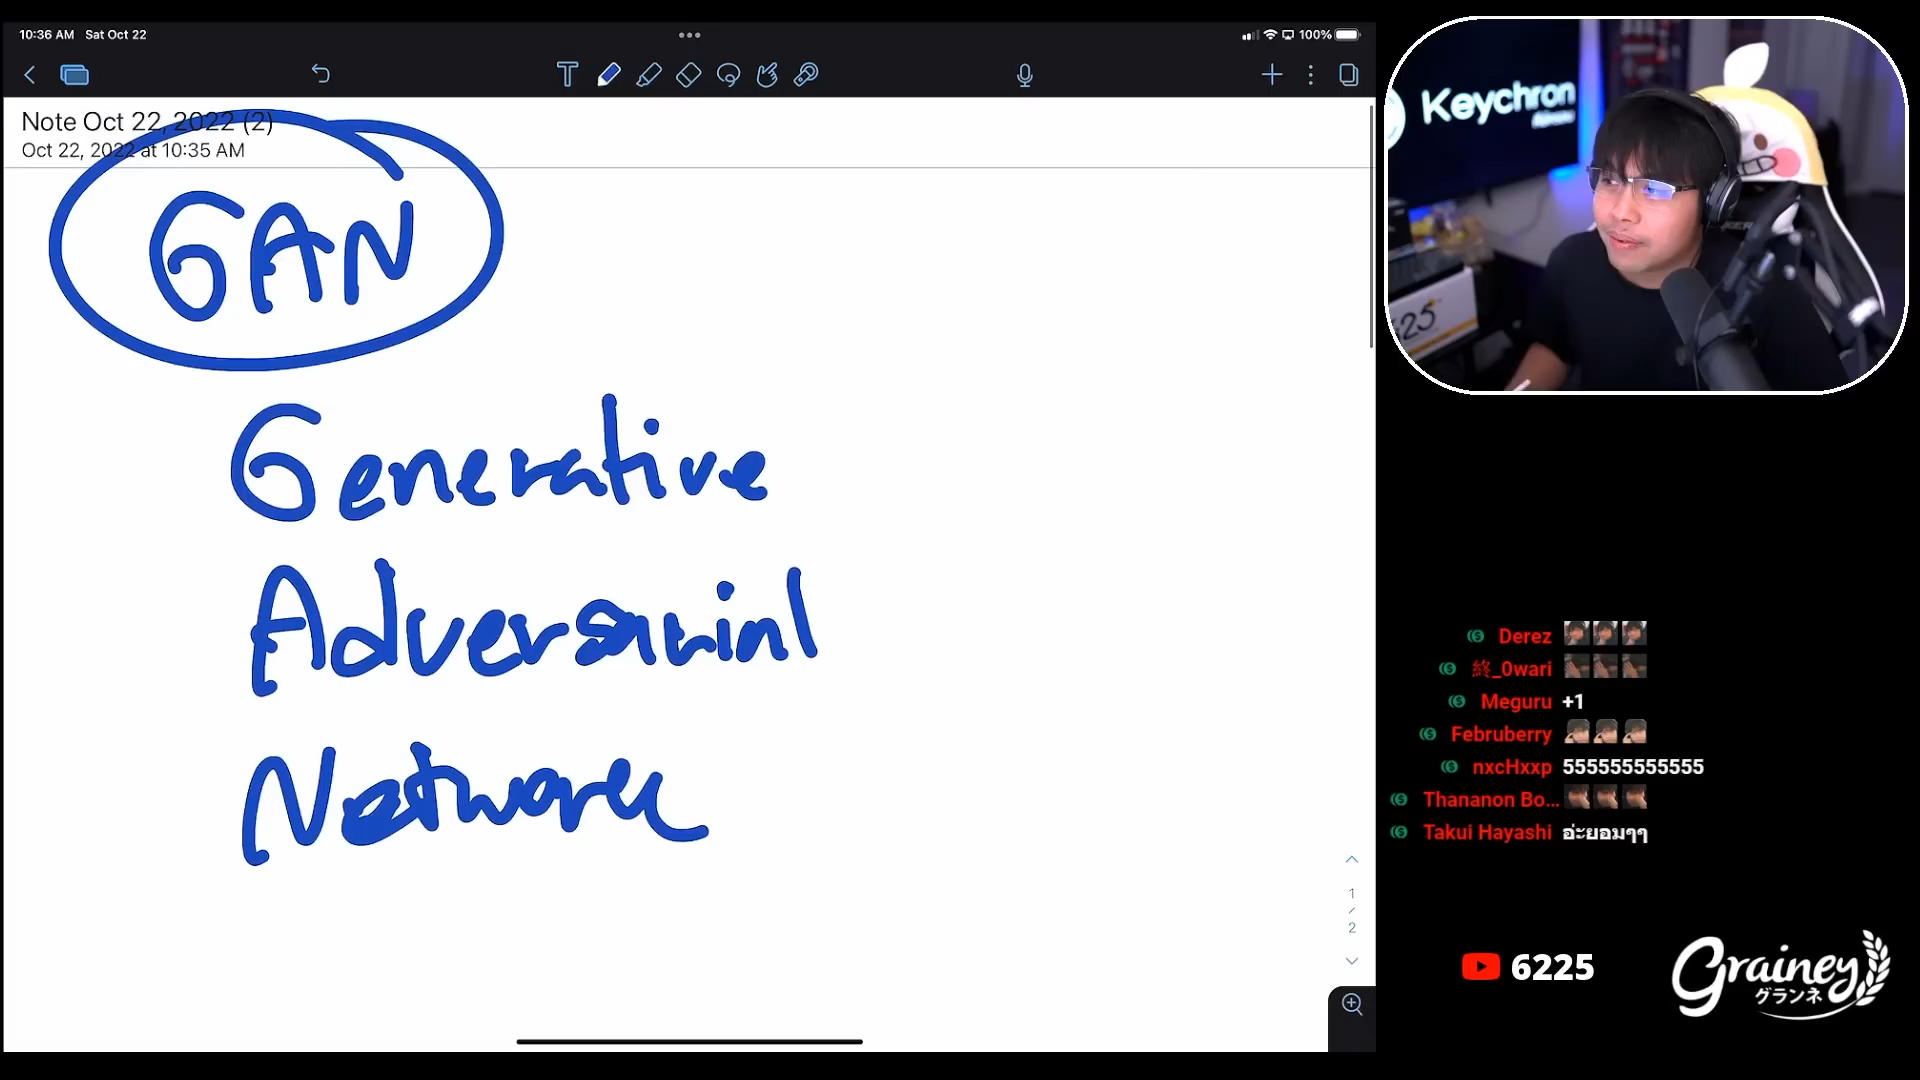 10:36 AM Sat Oct 22
100%
Note Oct 22, 2022 (2)
Oct 22, 2022 at 10:35 AM
GAN
Generative
Adversarial
Network
1
2
Keychron
K25
Derez
終_0wari
Meguru +1
Februberry
nxcHxxp 555555555555
Thananon Bo...
Takui Hayashi อ่ะยอมๆๆ
6225
Grainey
グランネ